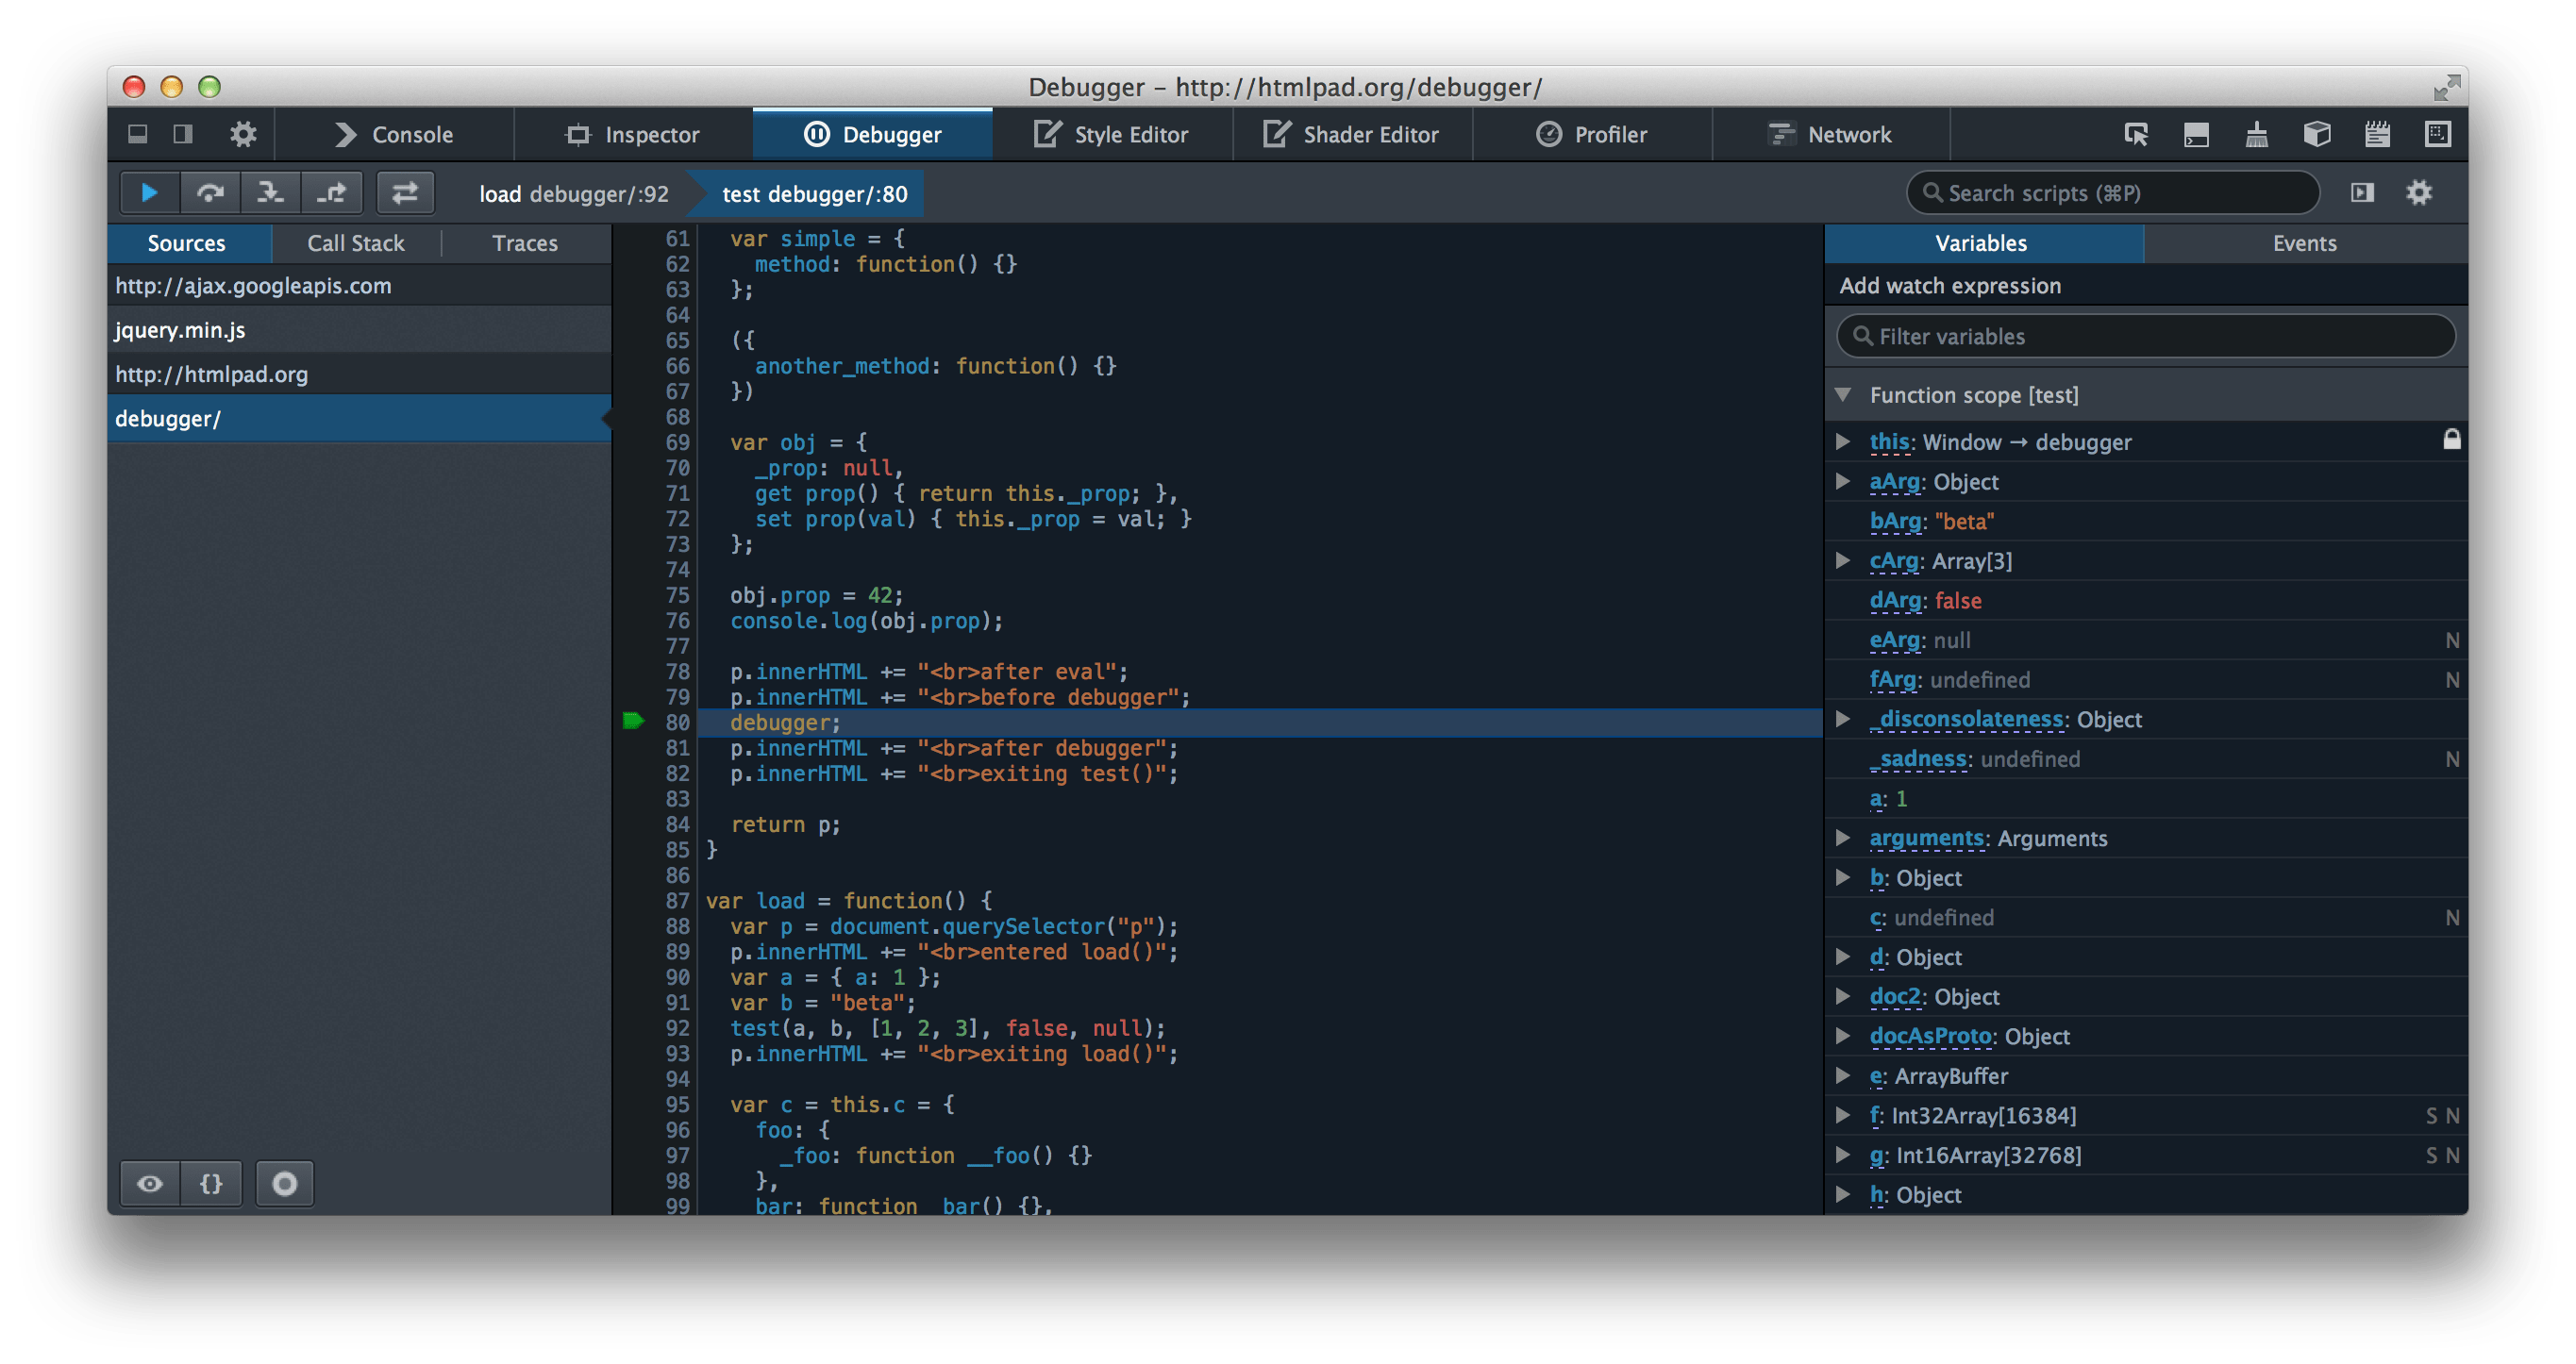 Debugger – http://htmlpad.org/debugger/
Console Inspector Debugger Style Editor Shader Editor Profiler Network
load debugger/:92 test debugger/:80 Search scripts (⌘P)
Sources Call Stack Traces
http://ajax.googleapis.com
jquery.min.js
http://htmlpad.org
debugger/
{}
61 var simple = {
62 method: function() {}
63 };
64
65 ({
66 another_method: function() {}
67 })
68
69 var obj = {
70 _prop: null,
71 get prop() { return this._prop; },
72 set prop(val) { this._prop = val; }
73 };
74
75 obj.prop = 42;
76 console.log(obj.prop);
77
78 p.innerHTML += "<br>after eval";
79 p.innerHTML += "<br>before debugger";
80 debugger;
81 p.innerHTML += "<br>after debugger";
82 p.innerHTML += "<br>exiting test()";
83
84 return p;
85 }
86
87 var load = function() {
88 var p = document.querySelector("p");
89 p.innerHTML += "<br>entered load()";
90 var a = { a: 1 };
91 var b = "beta";
92 test(a, b, [1, 2, 3], false, null);
93 p.innerHTML += "<br>exiting load()";
94
95 var c = this.c = {
96 foo: {
97 _foo: function __foo() {}
98 },
99 bar: function _bar() {},
Variables Events
Add watch expression
Filter variables
Function scope [test]
this: Window → debugger
aArg: Object
bArg: "beta"
cArg: Array[3]
dArg: false
eArg: null N
fArg: undefined N
_disconsolateness: Object
_sadness: undefined N
a: 1
arguments: Arguments
b: Object
c: undefined N
d: Object
doc2: Object
docAsProto: Object
e: ArrayBuffer
f: Int32Array[16384] S N
g: Int16Array[32768] S N
h: Object